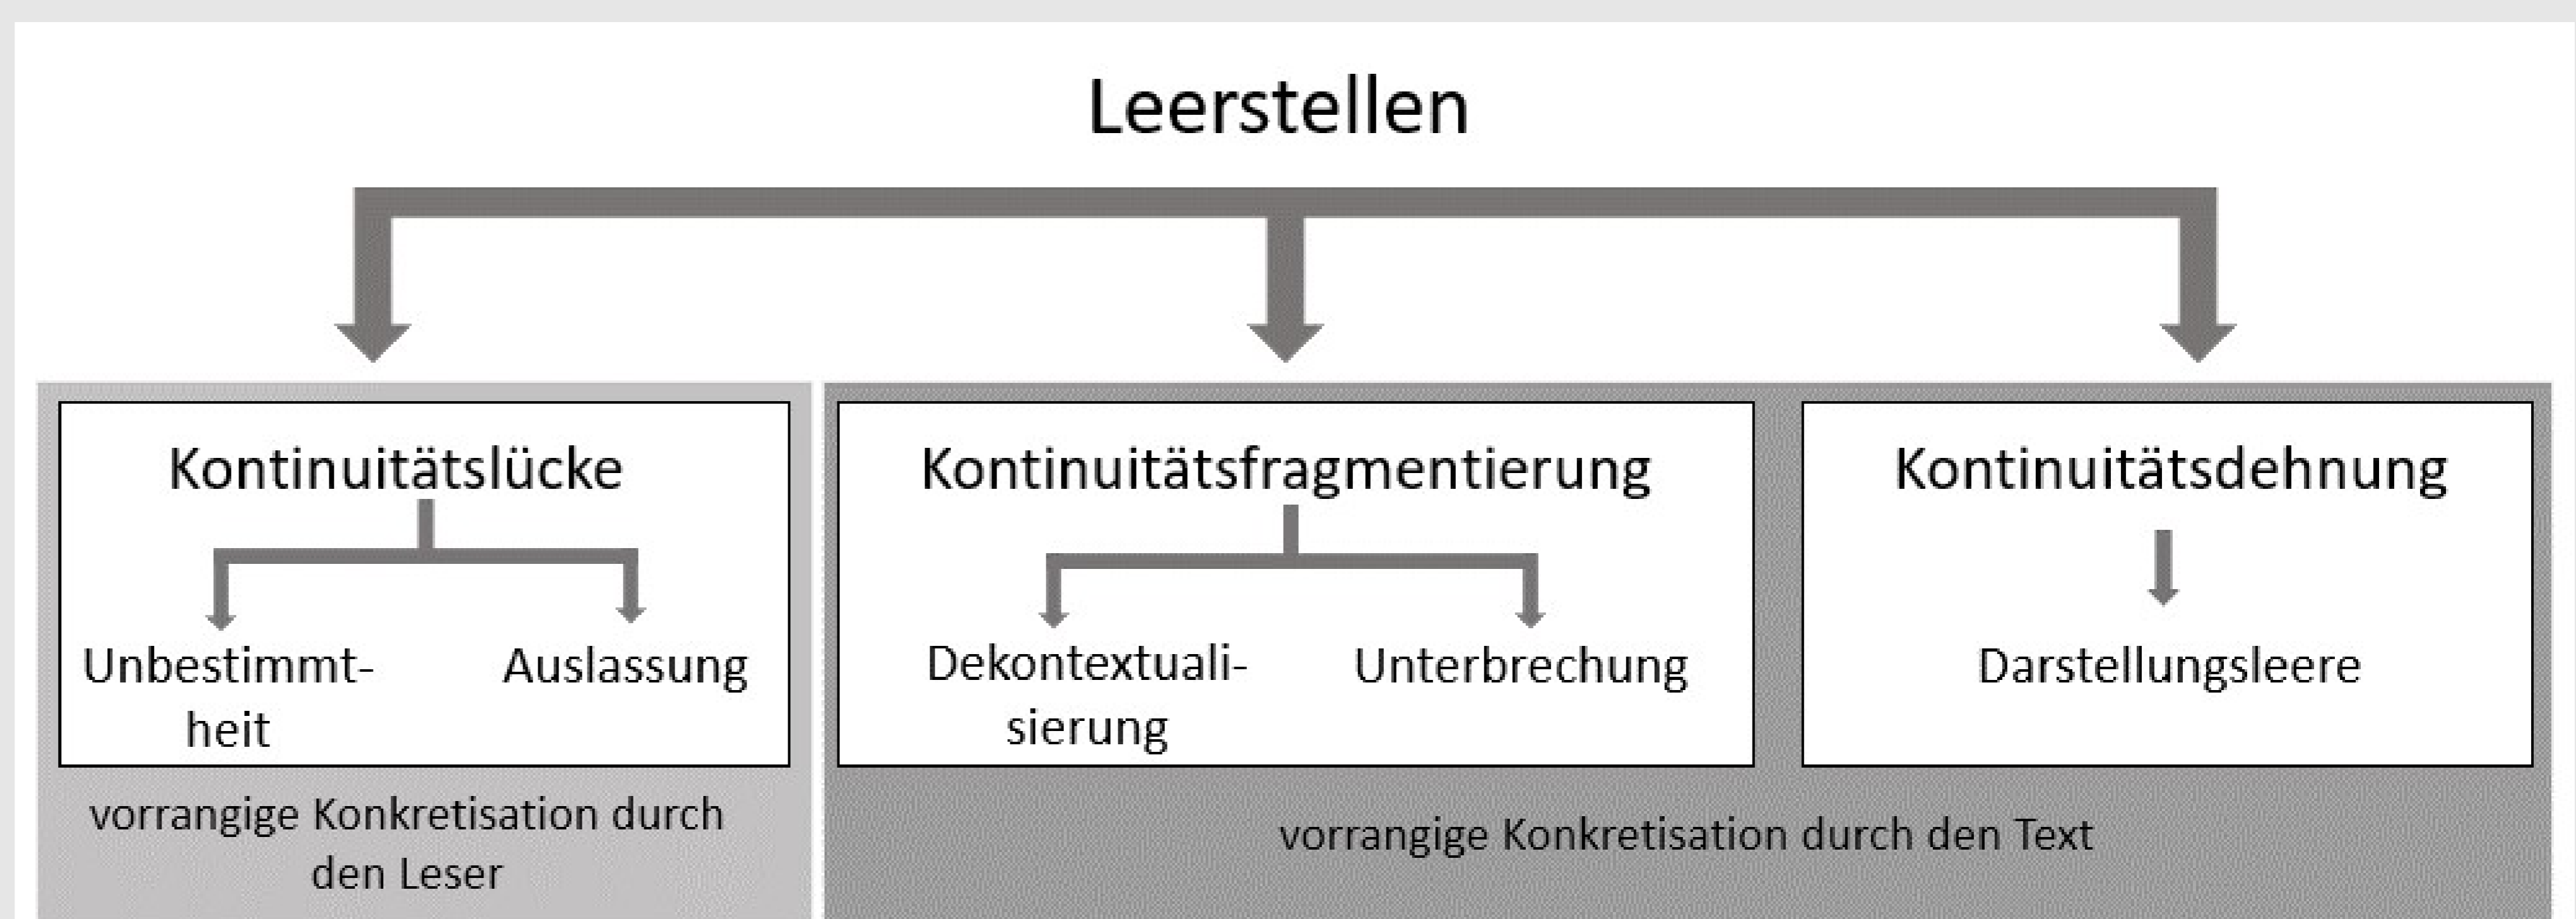 Leerstellen
Kontinuitätslücke
Unbestimmt-
heit
Auslassung
vorrangige Konkretisation durch
den Leser
Kontinuitätsfragmentierung
Dekontextuali-
sierung
Unterbrechung
Kontinuitätsdehnung
Darstellungsleere
vorrangige Konkretisation durch den Text